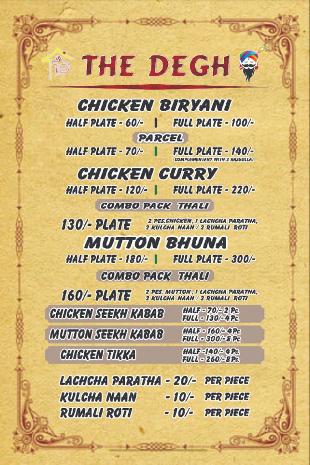 THE DEGH
CHICKEN BIRYANI
HALF PLATE - 60/- | FULL PLATE - 100/-
PARCEL
HALF PLATE - 70/- | FULL PLATE - 140/-
COMPLEMENTARY WITH 2 RASGULLA
CHICKEN CURRY
HALF PLATE - 120/- | FULL PLATE - 220/-
COMBO PACK THALI
130/- PLATE 2 PES.CHICKEN, 1 LACHCHA PARATHA,
2 KULCHA NAAN / 2 RUMALI ROTI
MUTTON BHUNA
HALF PLATE - 180/- | FULL PLATE - 300/-
COMBO PACK THALI
160/- PLATE 2 PES. MUTTON, 1 LACHCHA PARATHA,
2 KULCHA NAAN / 2 RUMALI ROTI
CHICKEN SEEKH KABAB HALF - 70/- 2 Pc
FULL - 130/- 4 Pc
MUTTON SEEKH KABAB HALF - 160/- 4 Pc
FULL - 300/- 8 Pc
CHICKEN TIKKA HALF - 140/- 4 Pc.
FULL - 260/- 8 Pc.
LACHCHA PARATHA - 20/- PER PIECE
KULCHA NAAN - 10/- PER PIECE
RUMALI ROTI - 10/- PER PIECE